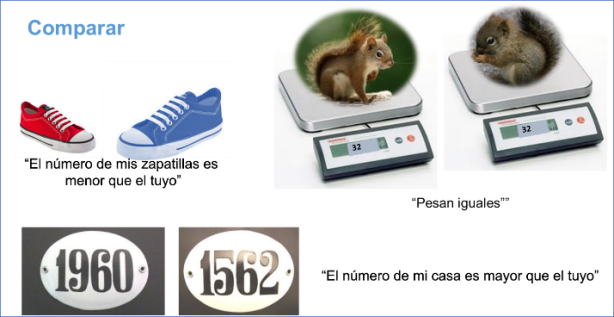 Comparar
“El número de mis zapatillas es
menor que el tuyo”
32
32
“Pesan iguales””
1960
1562
“El número de mi casa es mayor que el tuyo”